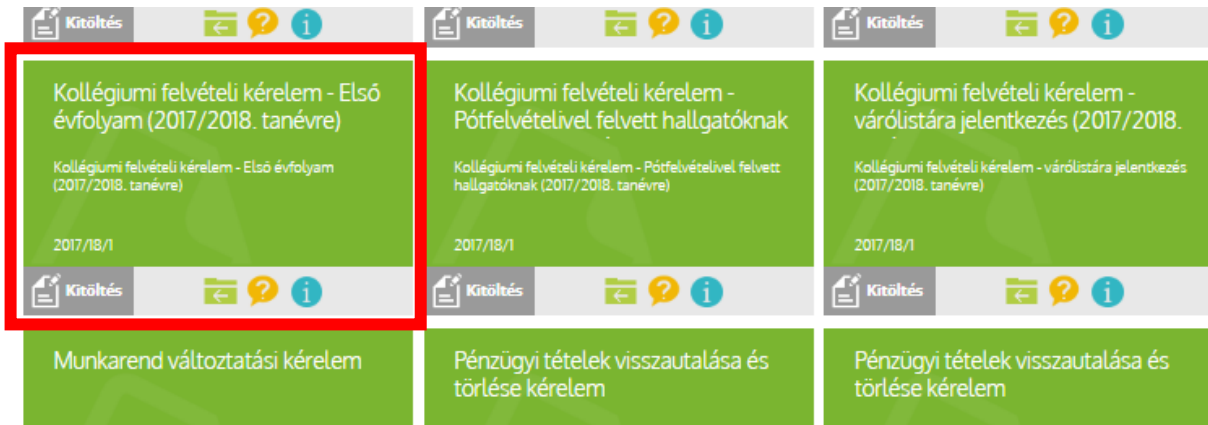 Kitöltés
Kitöltés
Kitöltés
Kollégiumi felvételi kérelem - Első
évfolyam (2017/2018. tanévre)
Kollégiumi felvételi kérelem - Első évfolyam
(2017/2018. tanévre)
2017/18/1
Kitöltés
Kollégiumi felvételi kérelem -
Pótfelvételivel felvett hallgatóknak
Kollégiumi felvételi kérelem - Pótfelvételivel felvett
hallgatóknak (2017/2018. tanévre)
2017/18/1
Kitöltés
Kollégiumi felvételi kérelem -
várólistára jelentkezés (2017/2018.
Kollégiumi felvételi kérelem - várólistára jelentkezés
(2017/2018. tanévre)
2017/18/1
Kitöltés
Munkarend változtatási kérelem
Pénzügyi tételek visszautalása és
törlése kérelem
Pénzügyi tételek visszautalása és
törlése kérelem